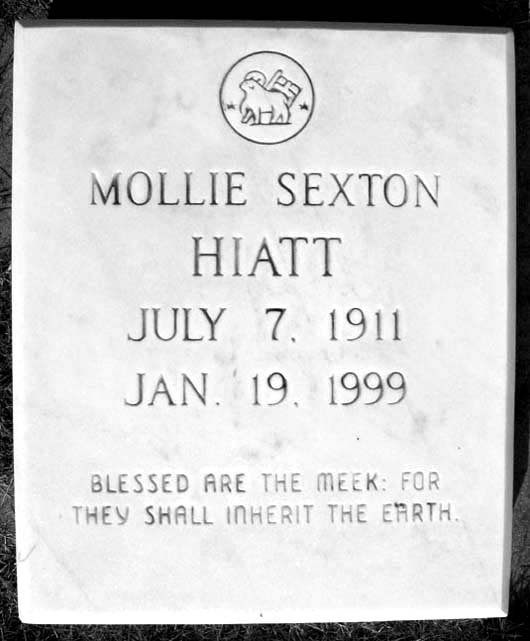 MOLLIE SEXTON
HIATT
JULY 7, 1911
JAN. 19, 1999
BLESSED ARE THE MEEK: FOR
THEY SHALL INHERIT THE EARTH.